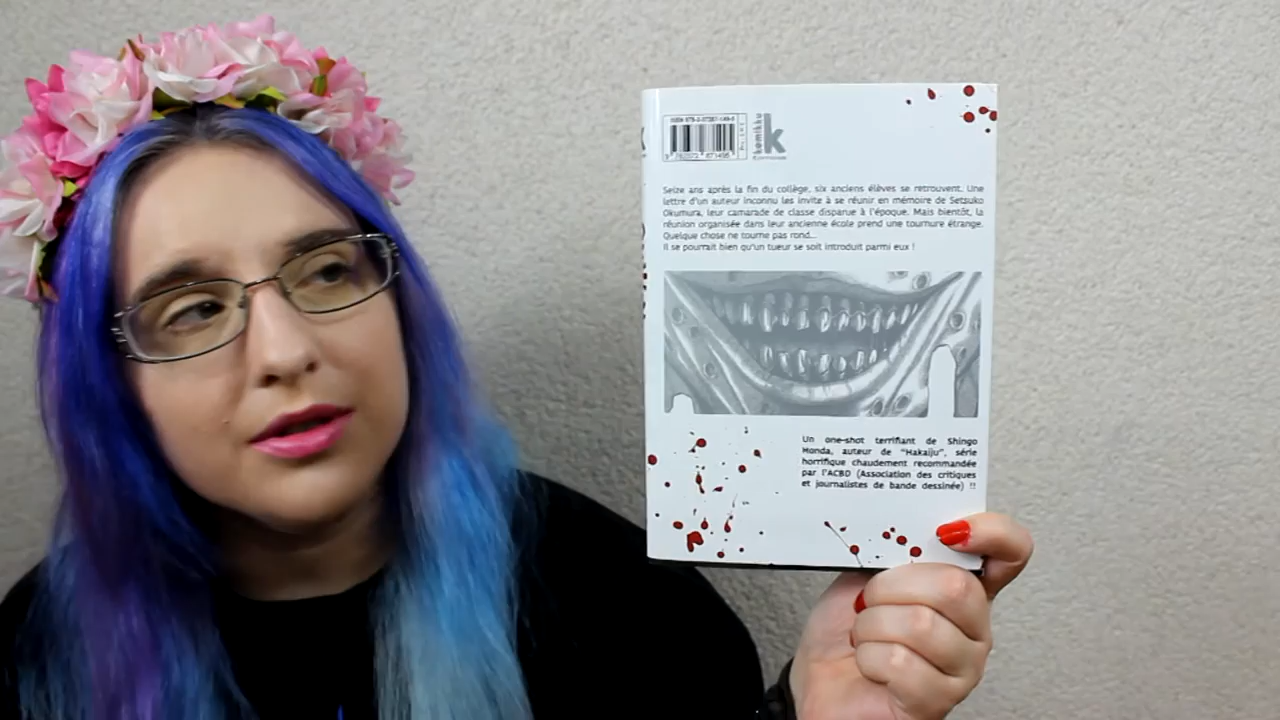 komikku
k
Seize ans après la fin du collège, six anciens élèves se retrouvent. Une
lettre d'un auteur inconnu les invite à se réunir en mémoire de Setsuko
Okumura, leur camarade de classe disparue à l'époque. Mais bientôt, la
réunion organisée dans leur ancienne école prend une tournure étrange.
Quelque chose ne tourne pas rond...
Il se pourrait bien qu'un tueur se soit introduit parmi eux !
Un one-shot terrifiant de Shingo
Honda, auteur de "Hakaiju", série
horrifique chaudement recommandée
par l'ACBD (Association des critiques
et journalistes de bande dessinée) !!